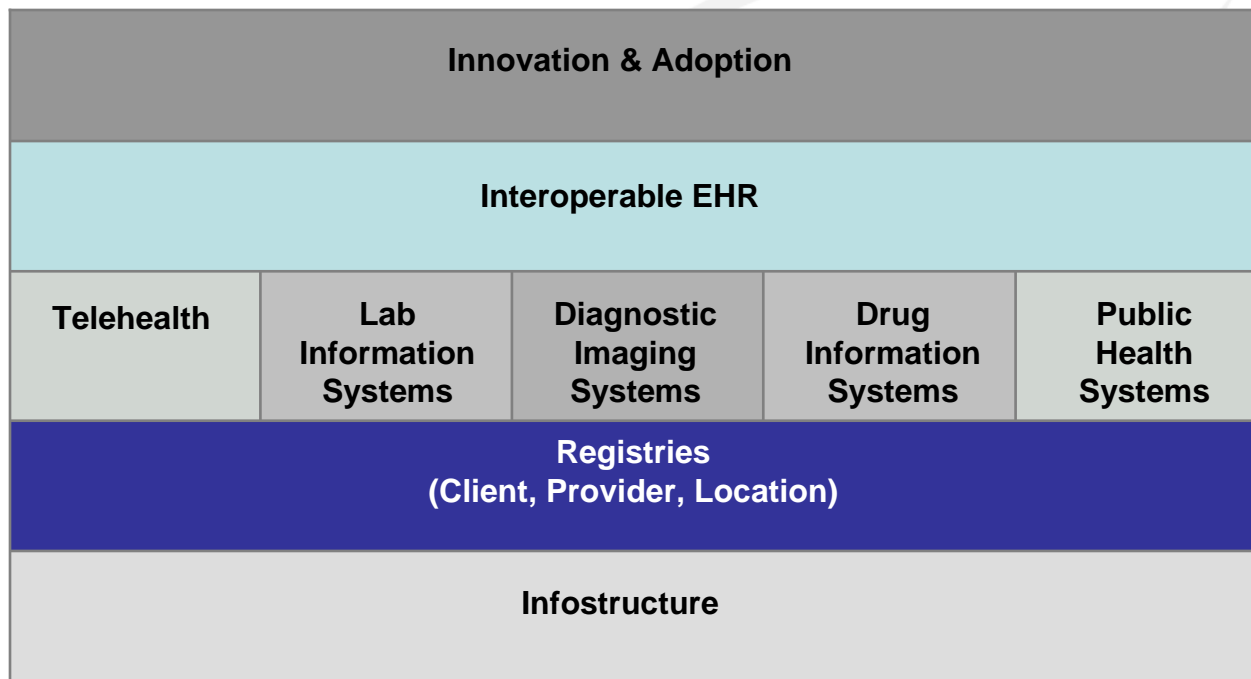 Innovation & Adoption
Interoperable EHR
Telehealth
Lab
Information
Systems
Diagnostic
Imaging
Systems
Drug
Information
Systems
Public
Health
Systems
Registries
(Client, Provider, Location)
Infostructure